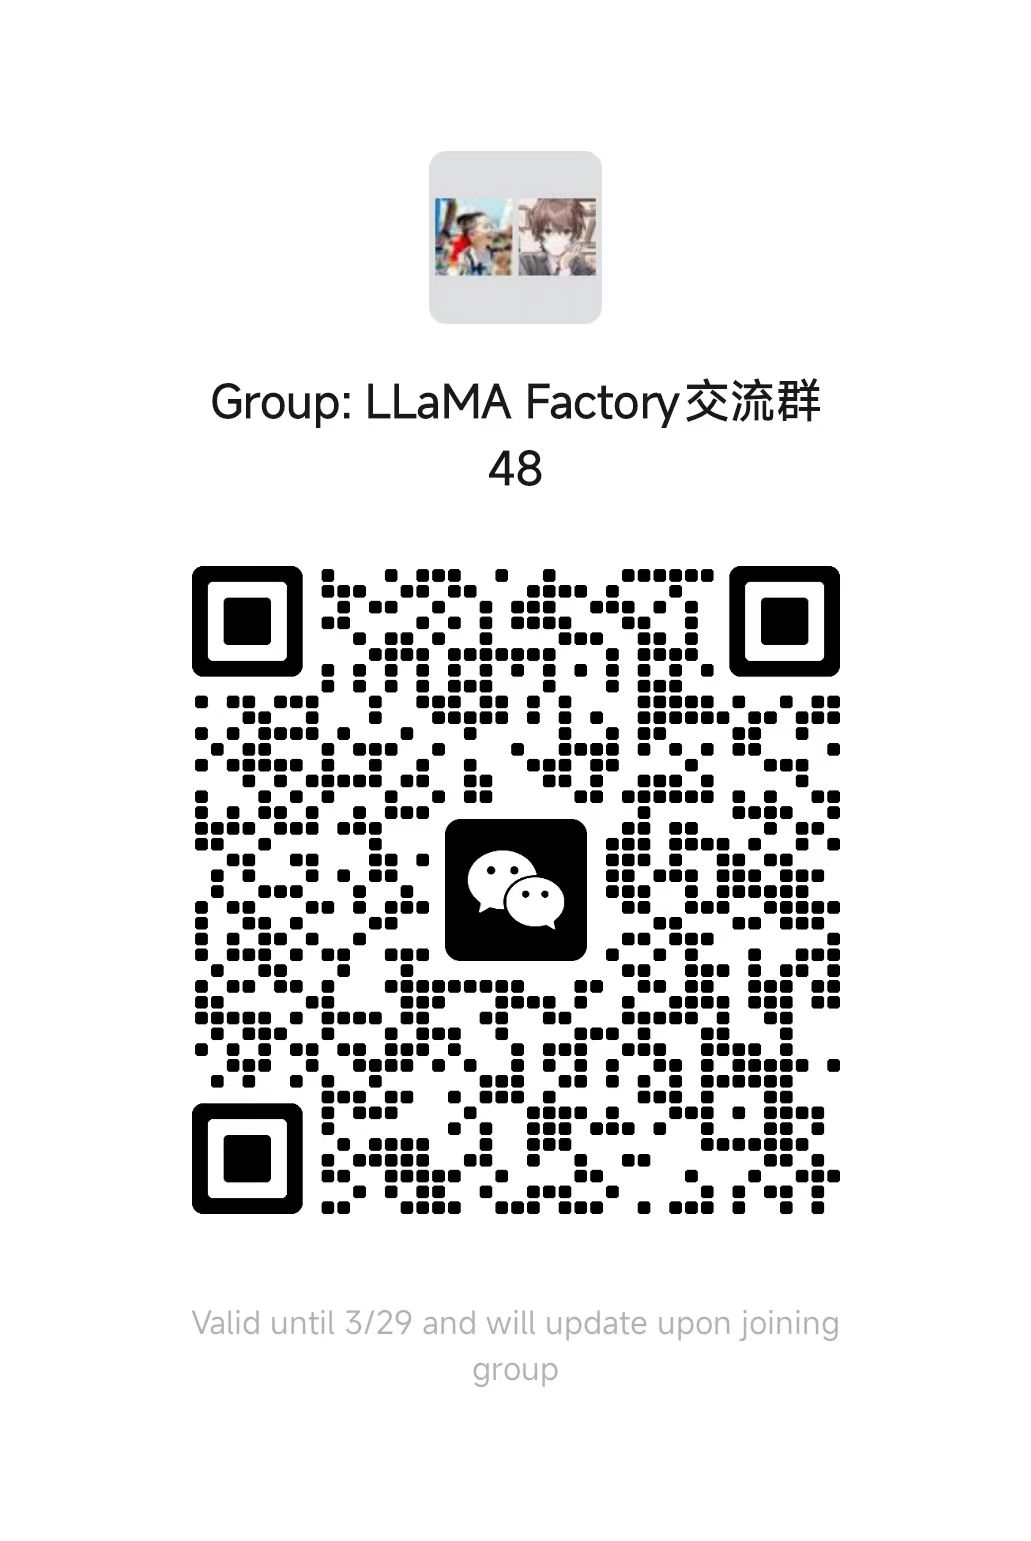 Group: LLaMA Factory交流群
48
Valid until 3/29 and will update upon joining
group